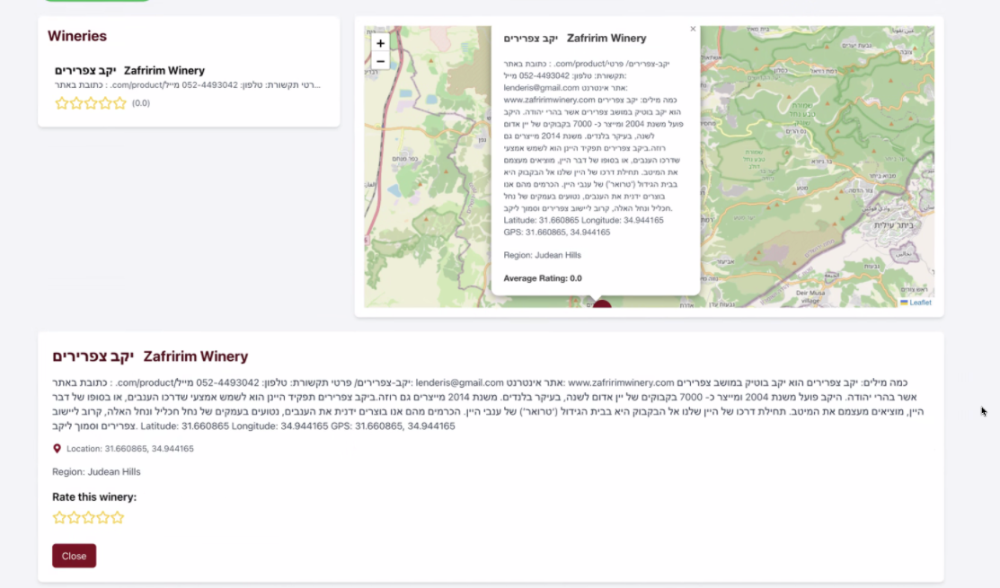 Wineries
יקב צפרירים Zafririm Winery
כתובת באתר : .com/product/רטי תקשורת: טלפון: 052-4493042 מייל...
(0.0)
+
−
×
יקב צפרירים Zafririm Winery
יקב-צפרירים/ פרטי/com/product. : כתובת באתר
תקשורת: טלפון: 052-4493042 מייל:
lenderis@gmail.com אתר אינטרנט:
www.zafririmwinery.com כמה מילים: יקב צפרירים
הוא יקב בוטיק במושב צפרירים אשר בהרי יהודה. היקב
פועל משנת 2004 ומייצר כ- 7000 בקבוקים של יין אדום
לשנה, בעיקר בלנדים. משנת 2014 מייצרים גם
רוזה.ביקב צפרירים תפקיד היינן הוא לשמש אמצעי
שדרכו הענבים, או בסופו של דבר היין, מוציאים מעצמם
את המיטב. תחילת דרכו של היין שלנו אל הבקבוק היא
בבית הגידול ('טרואר') של ענבי היין. הכרמים מהם אנו
בוצרים ידנית את הענבים, נטועים בעמקים של נחל
חכליל ונחל האלה, קרוב ליישוב צפרירים וסמוך ליקב.
Latitude: 31.660865 Longitude: 34.944165
GPS: 31.660865, 34.944165
Region: Judean Hills
Average Rating: 0.0
כפר מנחם
בר גיורא
מטע
צור הדסה
מבוא ביתר
ביתר עילית
Deir Musa
village
Leaflet
יקב צפרירים Zafririm Winery
כתובת באתר : .com/product/יקב-צפרירים/ פרטי תקשורת: טלפון: 052-4493042 מייל: lenderis@gmail.com אתר אינטרנט: www.zafririmwinery.com כמה מילים: יקב צפרירים הוא יקב בוטיק במושב צפרירים
אשר בהרי יהודה. היקב פועל משנת 2004 ומייצר כ- 7000 בקבוקים של יין אדום לשנה, בעיקר בלנדים. משנת 2014 מייצרים גם רוזה.ביקב צפרירים תפקיד היינן הוא לשמש אמצעי שדרכו הענבים, או בסופו של דבר
היין, מוציאים מעצמם את המיטב. תחילת דרכו של היין שלנו אל הבקבוק היא בבית הגידול ('טרואר') של ענבי היין. הכרמים מהם אנו בוצרים ידנית את הענבים, נטועים בעמקים של נחל חכליל ונחל האלה, קרוב ליישוב
צפרירים וסמוך ליקב. Latitude: 31.660865 Longitude: 34.944165 GPS: 31.660865, 34.944165
Location: 31.660865, 34.944165
Region: Judean Hills
Rate this winery:
Close